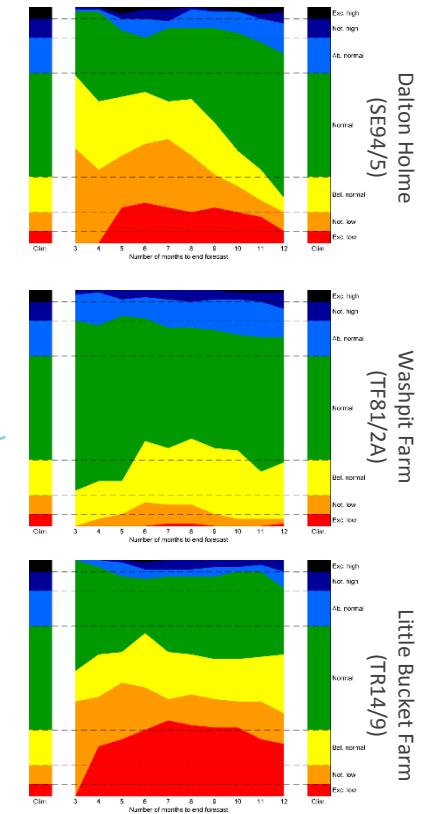 Exc. high
Not. high
Ab. normal
Normal
Bel. normal
Not. low
Exc. low
Clim.
3 4 5 6 7 8 9 10 11 12
Clim.
Number of months to end forecast
Dalton Holme
(SE94/5)
Exc. high
Not. high
Ab. normal
Normal
Bel. normal
Not. low
Exc. low
Clim.
3 4 5 6 7 8 9 10 11 12
Clim.
Number of months to end forecast
Washpit Farm
(TF81/2A)
Exc. high
Not. high
Ab. normal
Normal
Bel. normal
Not. low
Exc. low
Clim.
3 4 5 6 7 8 9 10 11 12
Clim.
Number of months to end forecast
Little Bucket Farm
(TR14/9)